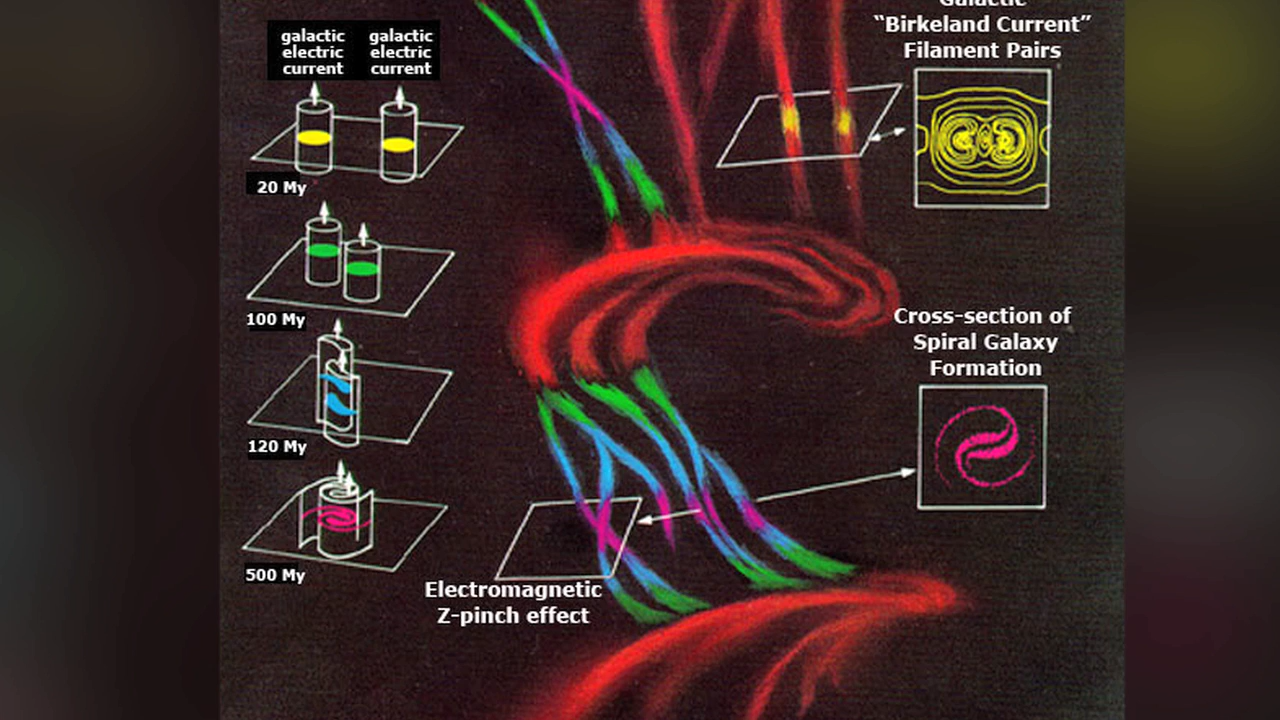 galactic
electric
current
galactic
electric
current
20 My
100 My
120 My
500 My
Galactic
“Birkeland Current”
Filament Pairs
Cross-section of
Spiral Galaxy
Formation
Electromagnetic
Z-pinch effect